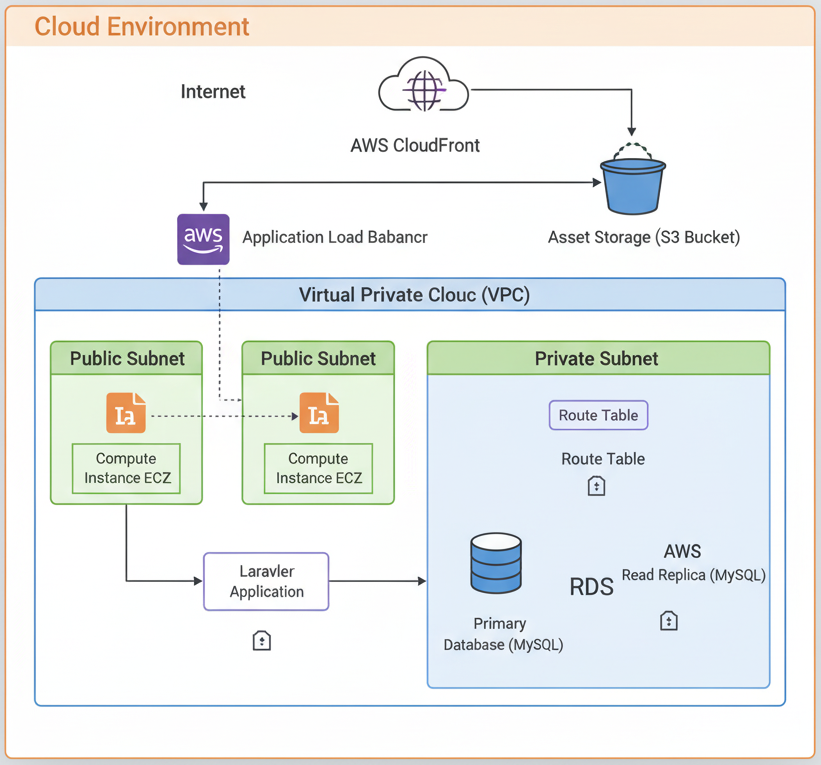 Cloud Environment
Internet
AWS CloudFront
aws
Application Load Babancr
Asset Storage (S3 Bucket)
Virtual Private Clouc (VPC)
Public Subnet
Compute
Instance ECZ
Public Subnet
Compute
Instance ECZ
Private Subnet
Route Table
Route Table
Laravler
Application
Primary
Database (MySQL)
RDS
AWS
Read Replica (MySQL)